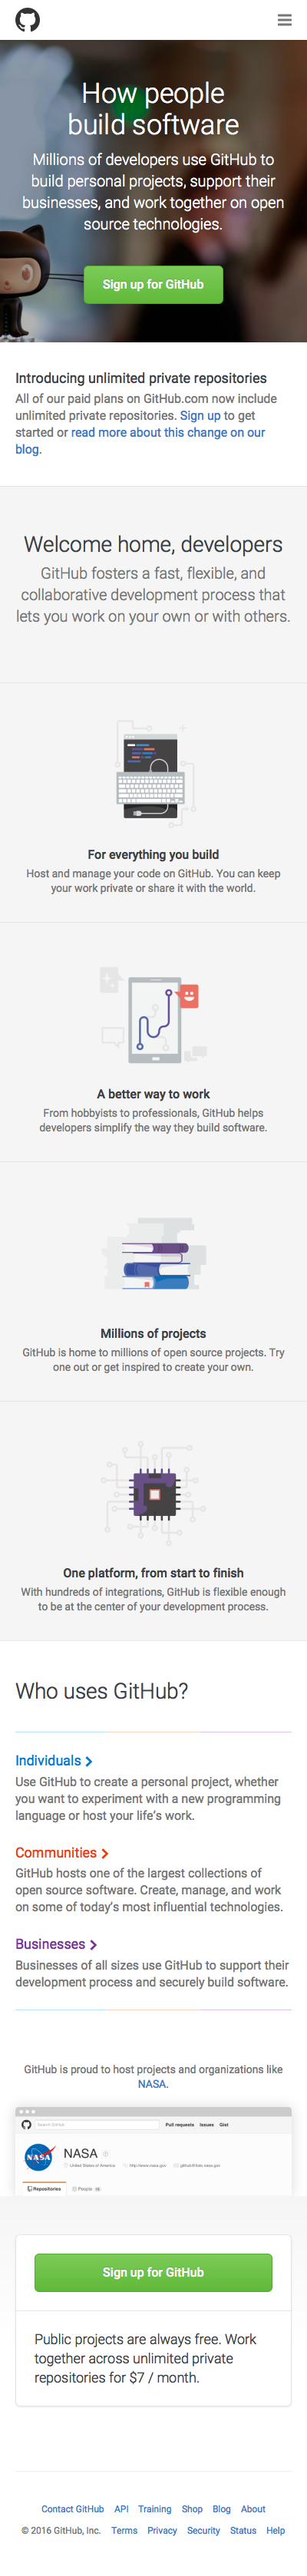 How people
build software
Millions of developers use GitHub to
build personal projects, support their
businesses, and work together on open
source technologies.
Sign up for GitHub
Introducing unlimited private repositories
All of our paid plans on GitHub.com now include
unlimited private repositories. Sign up to get
started or read more about this change on our
blog.
Welcome home, developers
GitHub fosters a fast, flexible, and
collaborative development process that
lets you work on your own or with others.
For everything you build
Host and manage your code on GitHub. You can keep
your work private or share it with the world.
A better way to work
From hobbyists to professionals, GitHub helps
developers simplify the way they build software.
Millions of projects
GitHub is home to millions of open source projects. Try
one out or get inspired to create your own.
One platform, from start to finish
With hundreds of integrations, GitHub is flexible enough
to be at the center of your development process.
Who uses GitHub?
Individuals
Use GitHub to create a personal project, whether
you want to experiment with a new programming
language or host your life's work.
Communities
GitHub hosts one of the largest collections of
open source software. Create, manage, and work
on some of today's most influential technologies.
Businesses
Businesses of all sizes use GitHub to support their
development process and securely build software.
GitHub is proud to host projects and organizations like
NASA.
Search GitHub Pull requests Issues Gist
NASA
NASA
United States of America http://www.nasa.gov
Repositories People
Sign up for GitHub
Public projects are always free. Work
together across unlimited private
repositories for $7 / month.
Contact GitHub API Training Shop Blog About
© 2016 GitHub, Inc. Terms Privacy Security Status Help